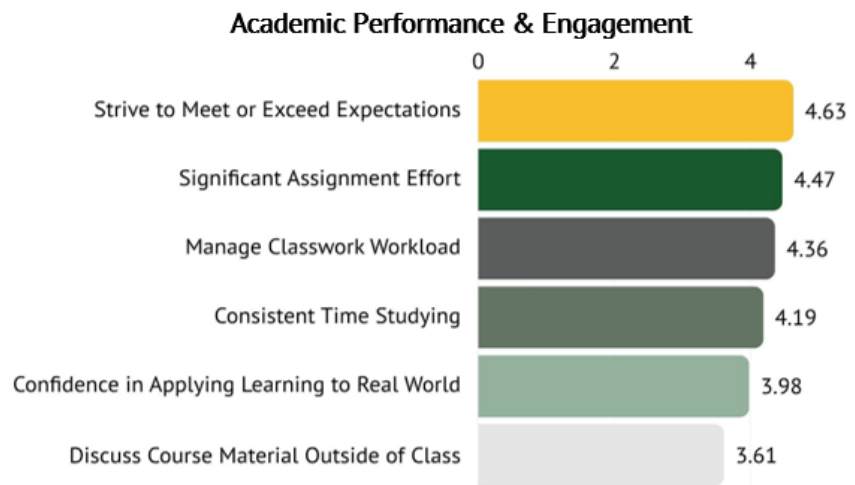 Academic Performance & Engagement
0 2 4
Strive to Meet or Exceed Expectations 4.63
Significant Assignment Effort 4.47
Manage Classwork Workload 4.36
Consistent Time Studying 4.19
Confidence in Applying Learning to Real World 3.98
Discuss Course Material Outside of Class 3.61